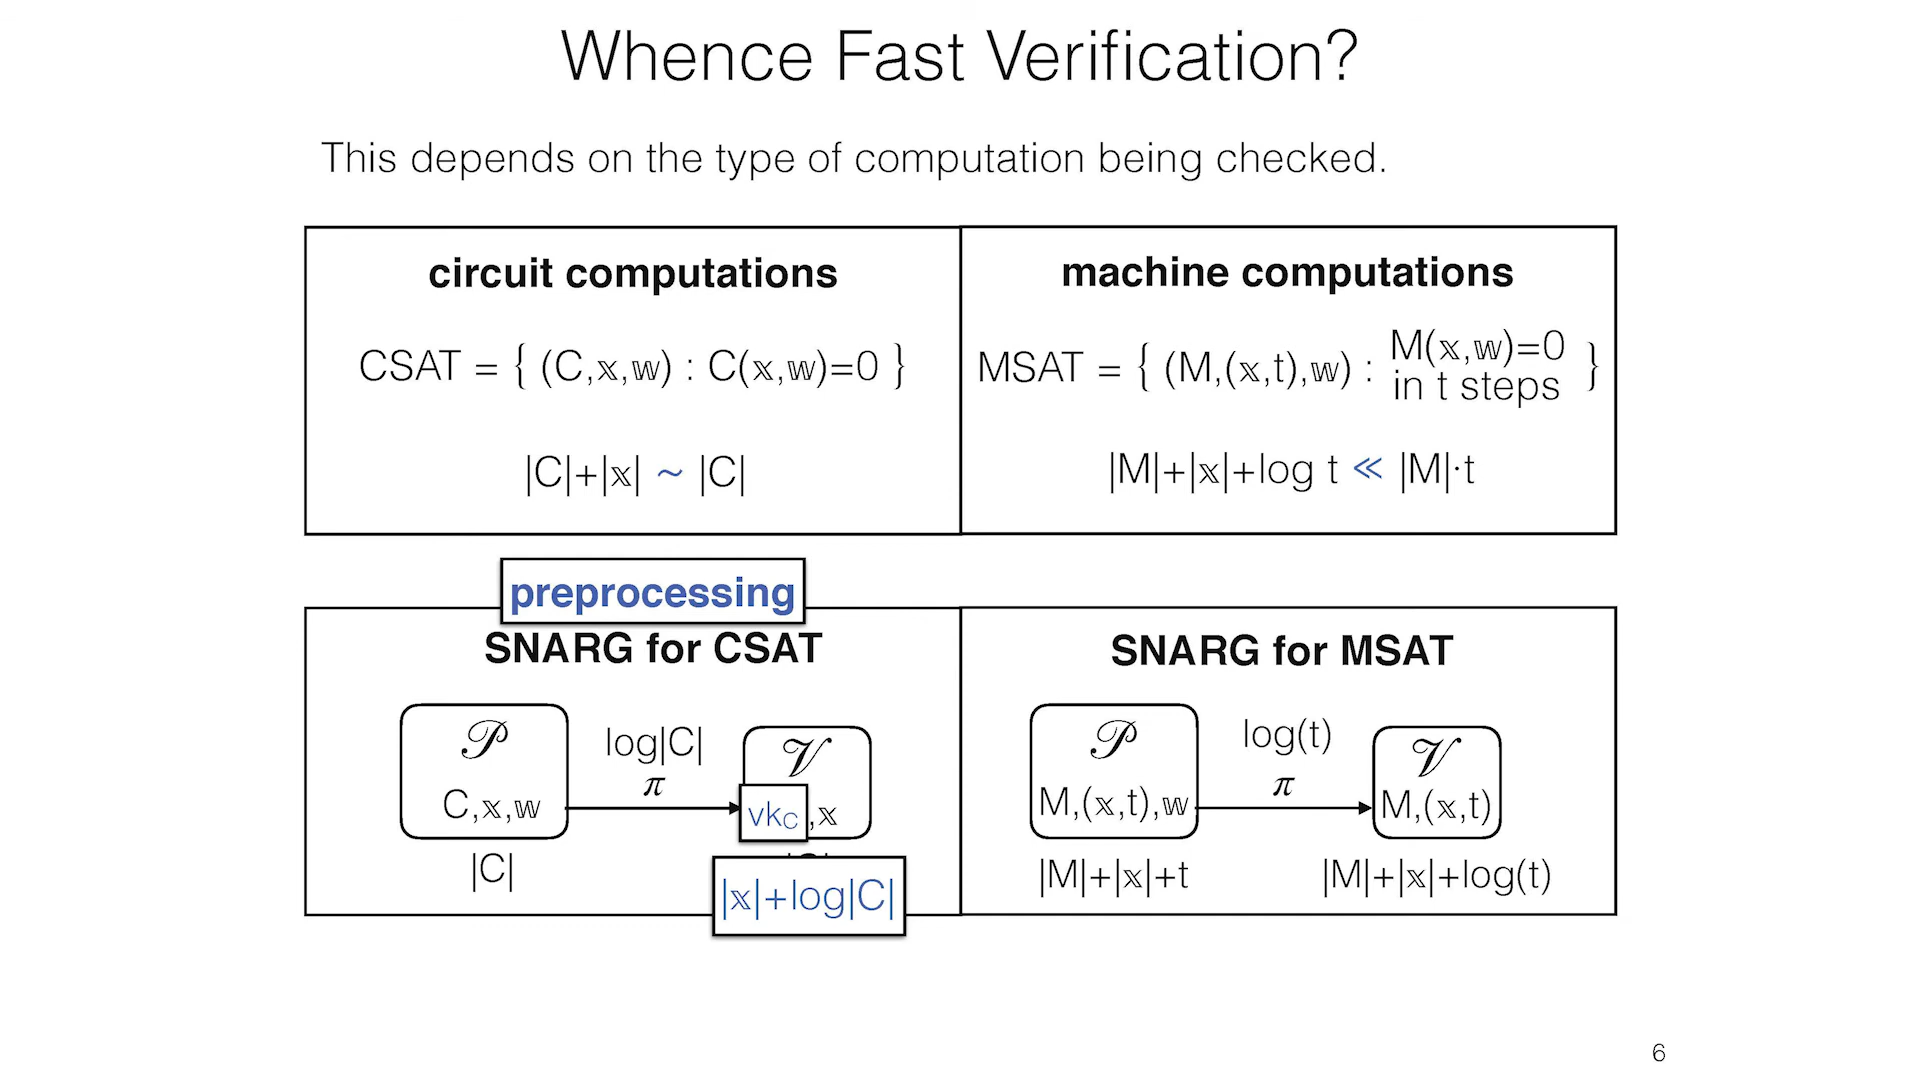 Whence Fast Verification?
This depends on the type of computation being checked.
circuit computations
CSAT = { (C,𝕩,𝕨) : C(𝕩,𝕨)=0 }
|C|+|𝕩| ~ |C|
machine computations
MSAT = { (M,(𝕩,t),𝕨) : M(𝕩,𝕨)=0
in t steps }
|M|+|𝕩|+log t ≪ |M|·t
preprocessing
SNARG for CSAT
𝒫
C,𝕩,𝕨
|C|
log|C|
π
𝒱
vk_C ,𝕩
|𝕩|+log|C|
SNARG for MSAT
𝒫
M,(𝕩,t),𝕨
|M|+|𝕩|+t
log(t)
π
𝒱
M,(𝕩,t)
|M|+|𝕩|+log(t)
6